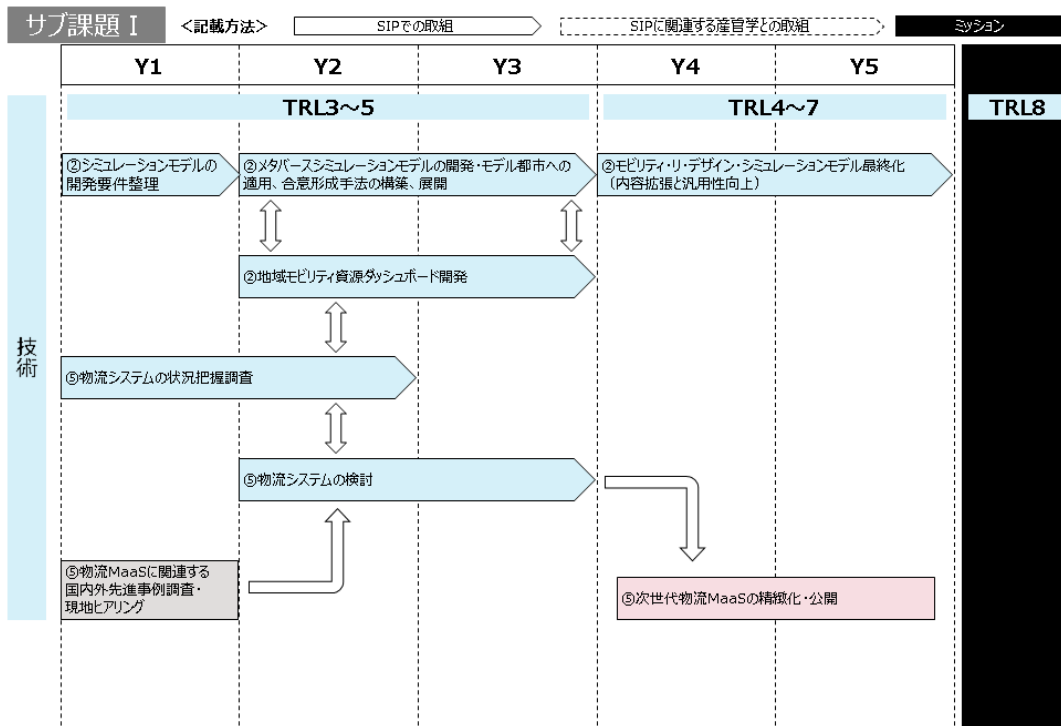 サブ課題Ⅰ
<記載方法>
SIPでの取組
SIPに関連する産官学との取組
ミッション
Y1
Y2
Y3
Y4
Y5
TRL3～5
TRL4～7
TRL8
技術
②シミュレーションモデルの
開発要件整理
②メタバースシミュレーションモデルの開発・モデル都市への
適用、合意形成手法の構築、展開
②モビリティ・リ・デザイン・シミュレーションモデル最終化
（内容拡張と汎用性向上）
②地域モビリティ資源ダッシュボード開発
⑤物流システムの状況把握調査
⑤物流システムの検討
⑤物流MaaSに関連する
国内外先進事例調査・
現地ヒアリング
⑤次世代物流MaaSの精緻化・公開